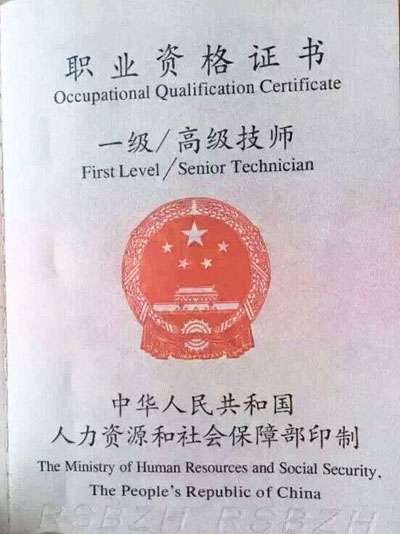 职业资格证书
Occupational Qualification Certificate
一级/高级技师
First Level/Senior Technician
中华人民共和国
人力资源和社会保障部印制
The Ministry of Human Resources and Social Security,
The People's Republic of China
RSBZH RSBZH